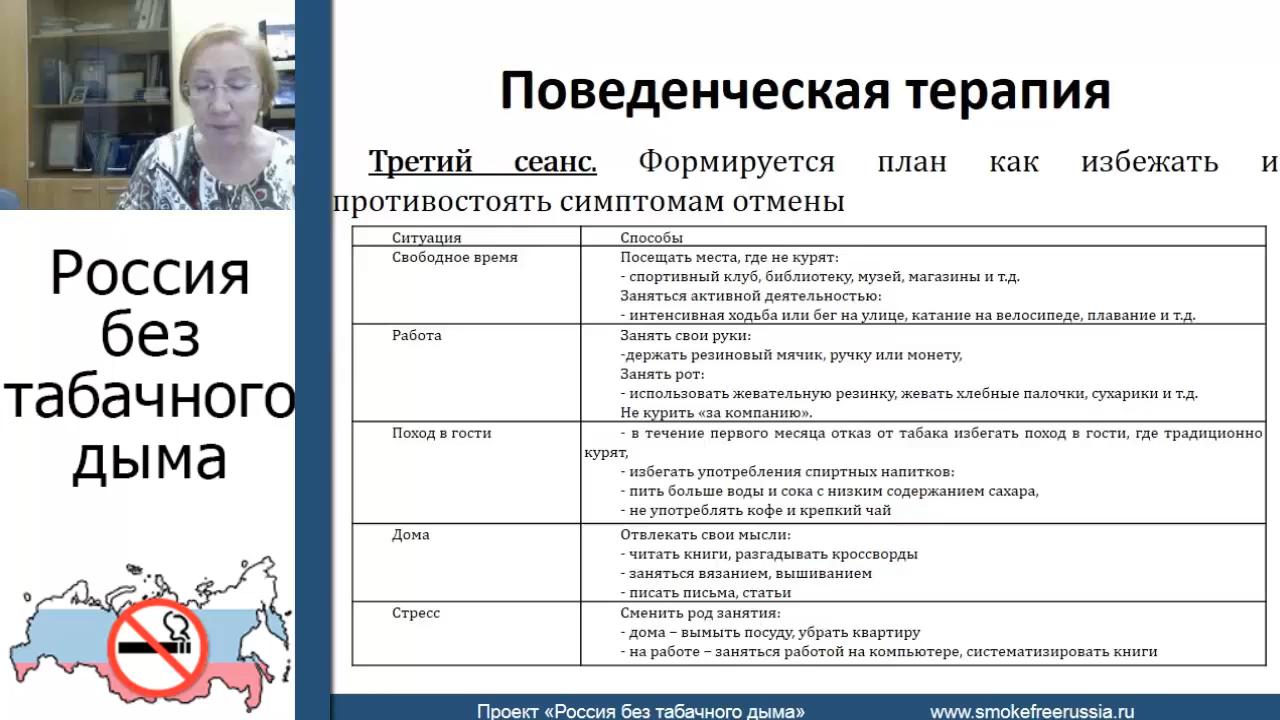 Поведенческая терапия
Третий сеанс. Формируется план как избежать и
противостоять симптомам отмены
Россия
без
табачного
дыма
Ситуация Способы
Свободное время Посещать места, где не курят:
- спортивный клуб, библиотеку, музей, магазины и т.д.
Заняться активной деятельностью:
- интенсивная ходьба или бег на улице, катание на велосипеде, плавание и т.д.
Работа Занять свои руки:
-держать резиновый мячик, ручку или монету,
Занять рот:
- использовать жевательную резинку, жевать хлебные палочки, сухарики и т.д.
Не курить «за компанию».
Поход в гости - в течение первого месяца отказ от табака избегать поход в гости, где традиционно
курят,
- избегать употребления спиртных напитков:
- пить больше воды и сока с низким содержанием сахара,
- не употреблять кофе и крепкий чай
Дома Отвлекать свои мысли:
- читать книги, разгадывать кроссворды
- заняться вязанием, вышиванием
- писать письма, статьи
Стресс Сменить род занятия:
- дома – вымыть посуду, убрать квартиру
- на работе – заняться работой на компьютере, систематизировать книги
Проект «Россия без табачного дыма» www.smokefreerussia.ru